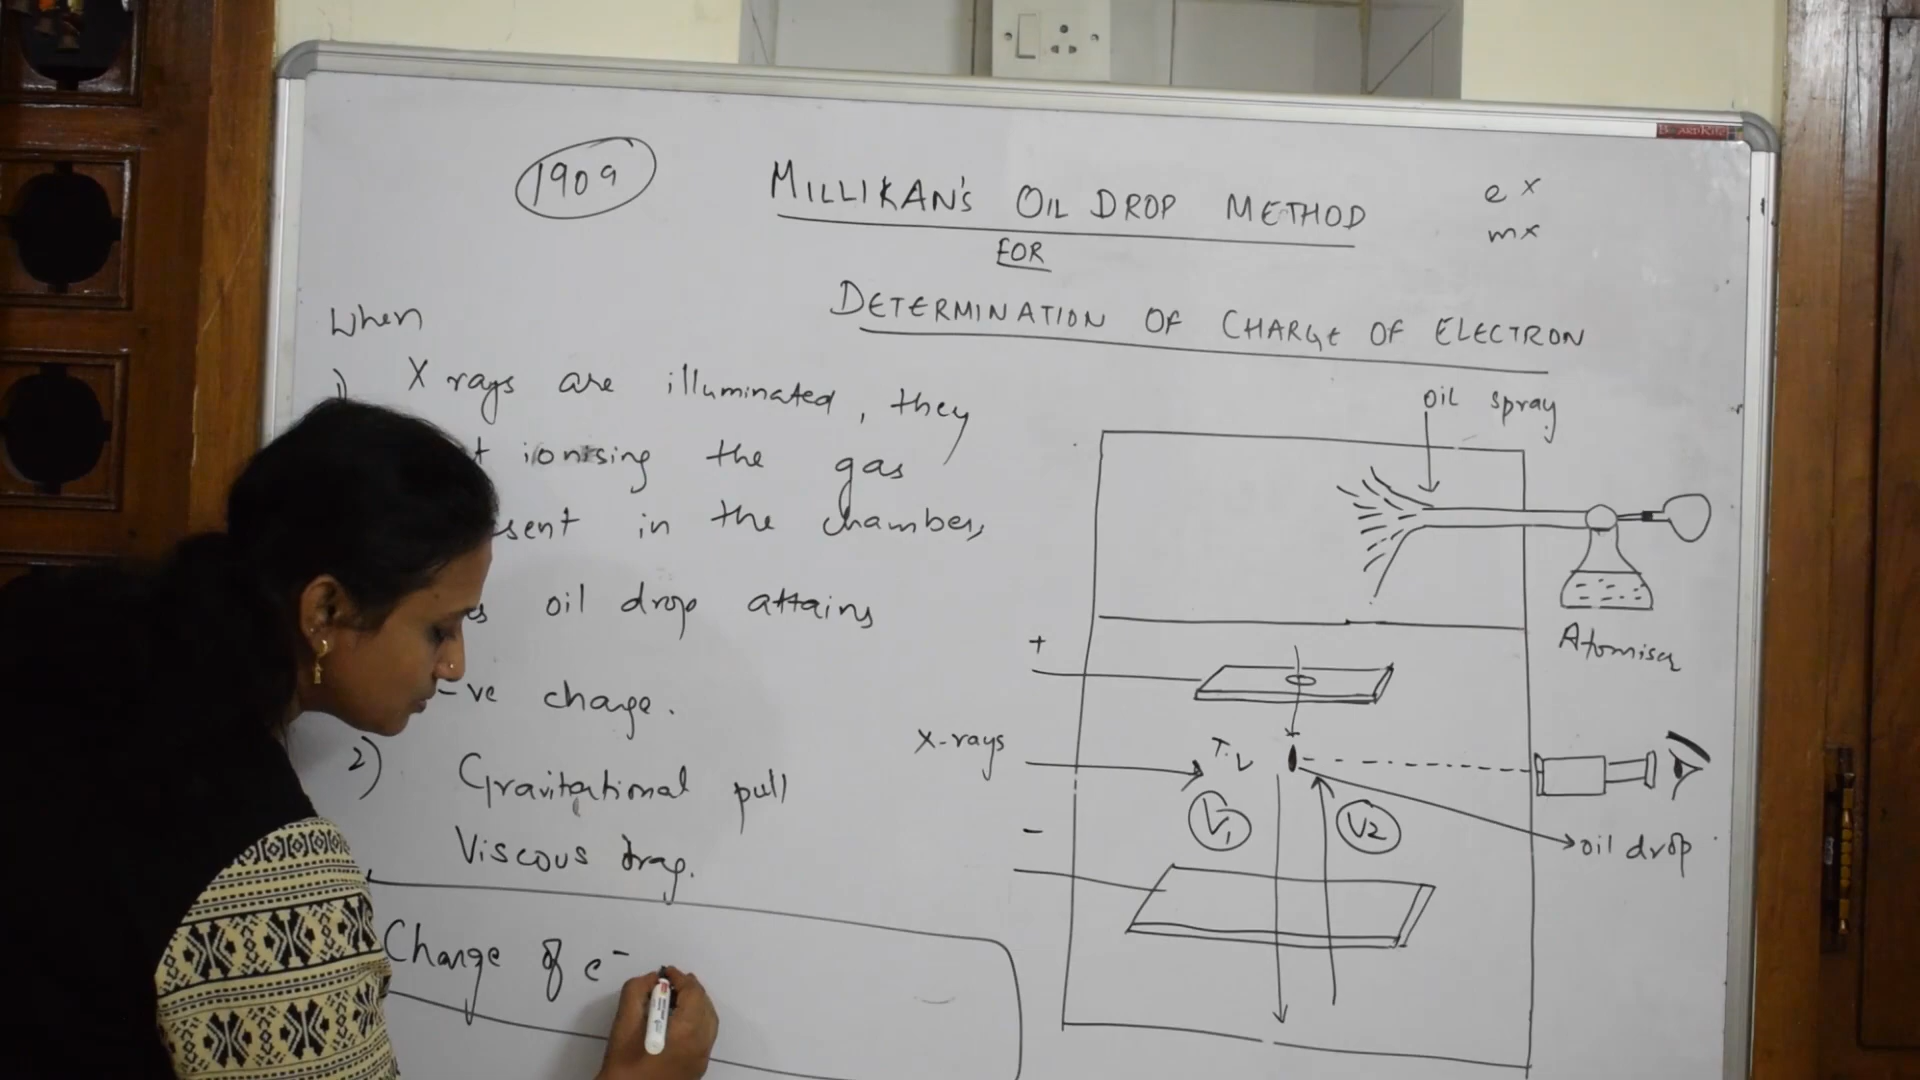 1909
MILLIKAN'S OIL DROP METHOD
FOR
DETERMINATION OF CHARGE OF ELECTRON
e x
mx
When
1) X rays are illuminated, they
ionising the gas
in the chamber,
oil drop attains
-ve charge.
2) Gravitational pull
Viscous drag.
Charge of e⁻
oil spray
Atomiser
+
X-rays
T.V
V1
V2
-
oil drop